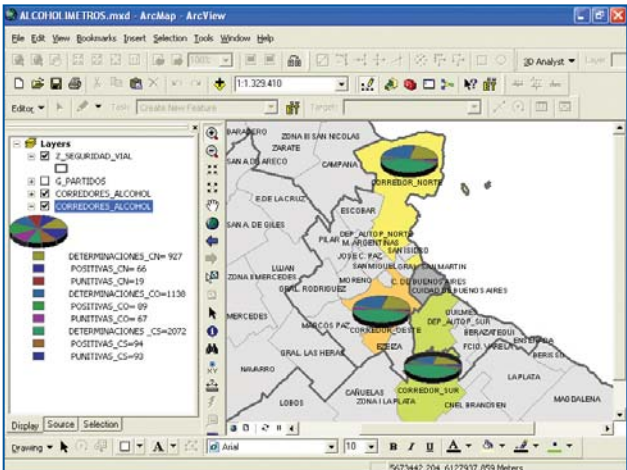 ALCOHOLIMETROS.mxd - ArcMap - ArcView
File Edit View Bookmarks Insert Selection Tools Window Help
100%
3D Analyst
Layer
1:1.329.410
Editor
Task:
Create New Feature
Target:
Layers
Z_SEGURIDAD_VIAL
G_PARTIDOS
CORREDORES_ALCOHOL
CORREDORES_ALCOHOL
DETERMINACIONES_CN= 927
POSITIVAS_CN= 66
PUNITIVAS_CN=19
DETERMINACIONES_CO=1138
POSITIVAS_CO= 89
PUNITIVAS_CO= 67
DETERMINACIONES_CS=2072
POSITIVAS_CS=94
PUNITIVAS_CS=93
Display Source Selection
BARADERO
ZONA III SAN NICOLAS
ZARATE
SAN A. DE ARECO
CAMPANA
CORREDOR_NORTE
E.DE LA CRUZ
ESCOBAR
SAN A. DE GILES
PILAR
DEP_AUTOP_NORTE
M. ARGENTINAS
SAN ISIDRO
JOSE C. PAZ
LUJAN
SAN MIGUEL
GRAL. SAN MARTIN
ZONA II MERCEDES
MORENO
C. DE BUENOS AIRES
CIUDAD DE BUENOS AIRES
GRAL. RODRIGUEZ
MERCEDES
QUILMES
DEP_AUTOP_SUR
MARCOS PAZ
CORREDOR_OESTE
BERAZATEGUI
ENSENADA
GRAL. LAS HERAS
EZEIZA
FCIO. VARELA
BERISSO
NAVARRO
LA PLATA
CAÑUELAS
CORREDOR_SUR
ZONA I LA PLATA
MAGDALENA
LOBOS
CNEL. BRANDSEN
Drawing
Arial
10
B I U A
5673442,204 6127937,059 Meters